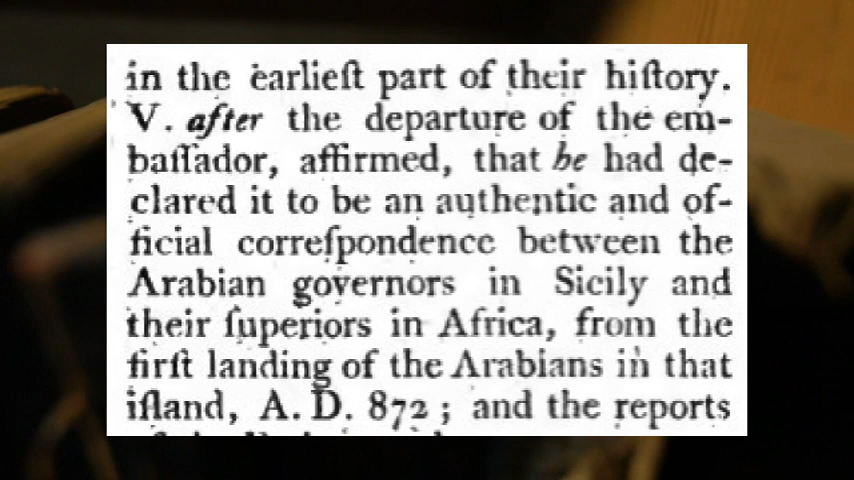 in the earlieſt part of their hiſtory.
V. after the departure of the em-
baſſador, affirmed, that he had de-
clared it to be an authentic and of-
ficial correſpondence between the
Arabian governors in Sicily and
their ſuperiors in Africa, from the
firſt landing of the Arabians in that
iſland, A. D. 872; and the reports